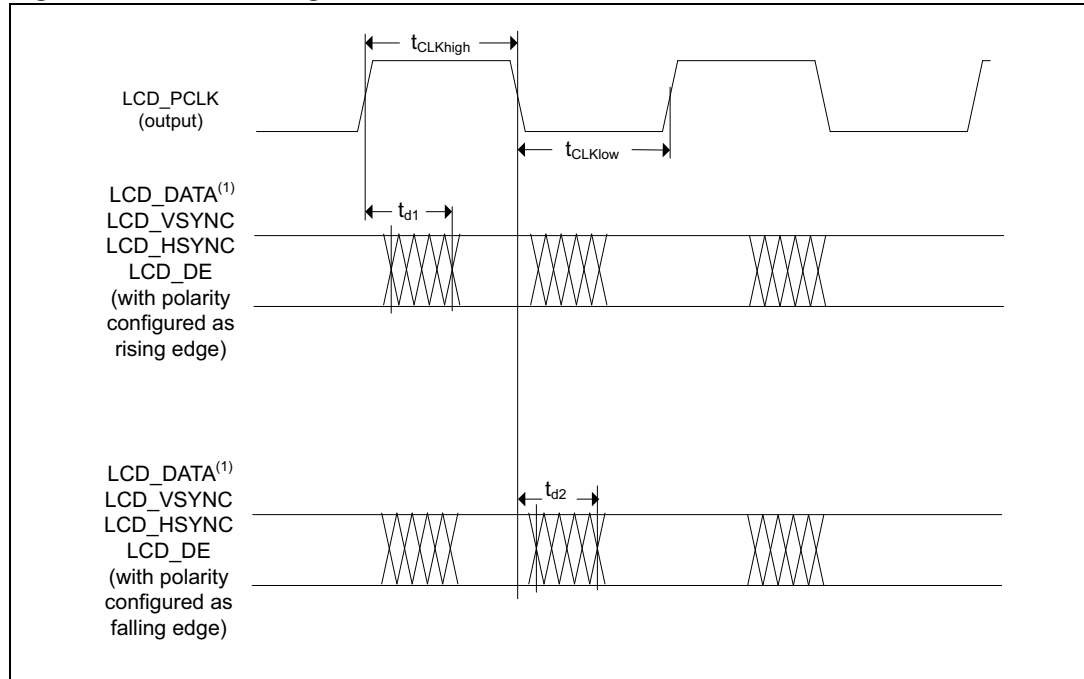 t_CLKhigh
LCD_PCLK
(output)
t_CLKlow
LCD_DATA(1)
LCD_VSYNC
LCD_HSYNC
LCD_DE
(with polarity
configured as
rising edge)
t_d1
LCD_DATA(1)
LCD_VSYNC
LCD_HSYNC
LCD_DE
(with polarity
configured as
falling edge)
t_d2